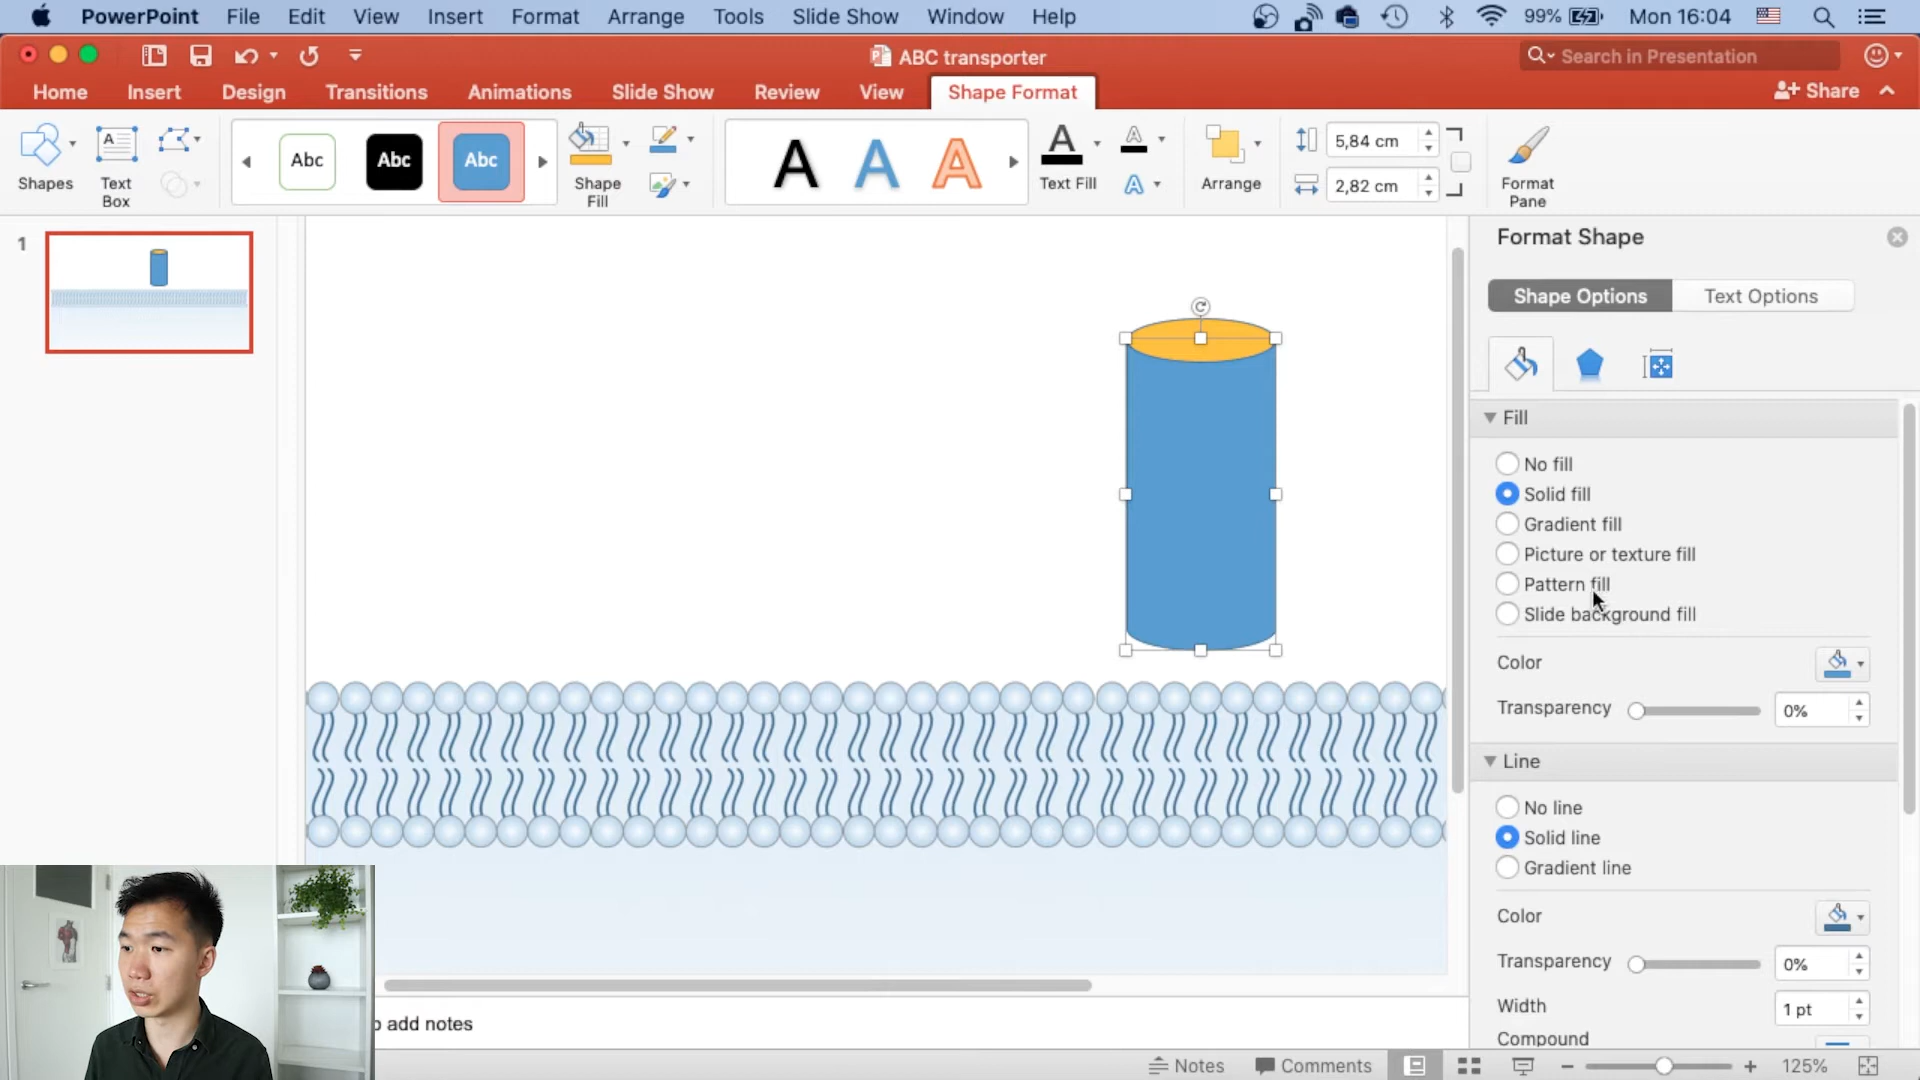 PowerPoint File Edit View Insert Format Arrange Tools Slide Show Window Help 99% Mon 16:04
ABC transporter
Search in Presentation
Home Insert Design Transitions Animations Slide Show Review View Shape Format Share
Shapes
Text
Box
Abc Abc Abc
Shape
Fill
A A A
A
Text Fill
A
A
Arrange
5,84 cm
2,82 cm
Format
Pane
1
Format Shape
Shape Options Text Options
Fill
No fill
Solid fill
Gradient fill
Picture or texture fill
Pattern fill
Slide background fill
Color
Transparency 0%
Line
No line
Solid line
Gradient line
Color
Transparency 0%
Width 1 pt
Compound
add notes
Notes Comments 125%